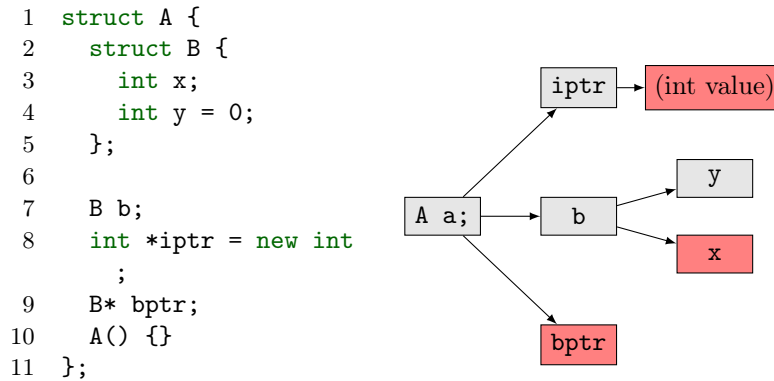 1 struct A {
2 struct B {
3 int x;
4 int y = 0;
5 };
6
7 B b;
8 int *iptr = new int
;
9 B* bptr;
10 A() {}
11 };
iptr
(int value)
y
A a;
b
x
bptr